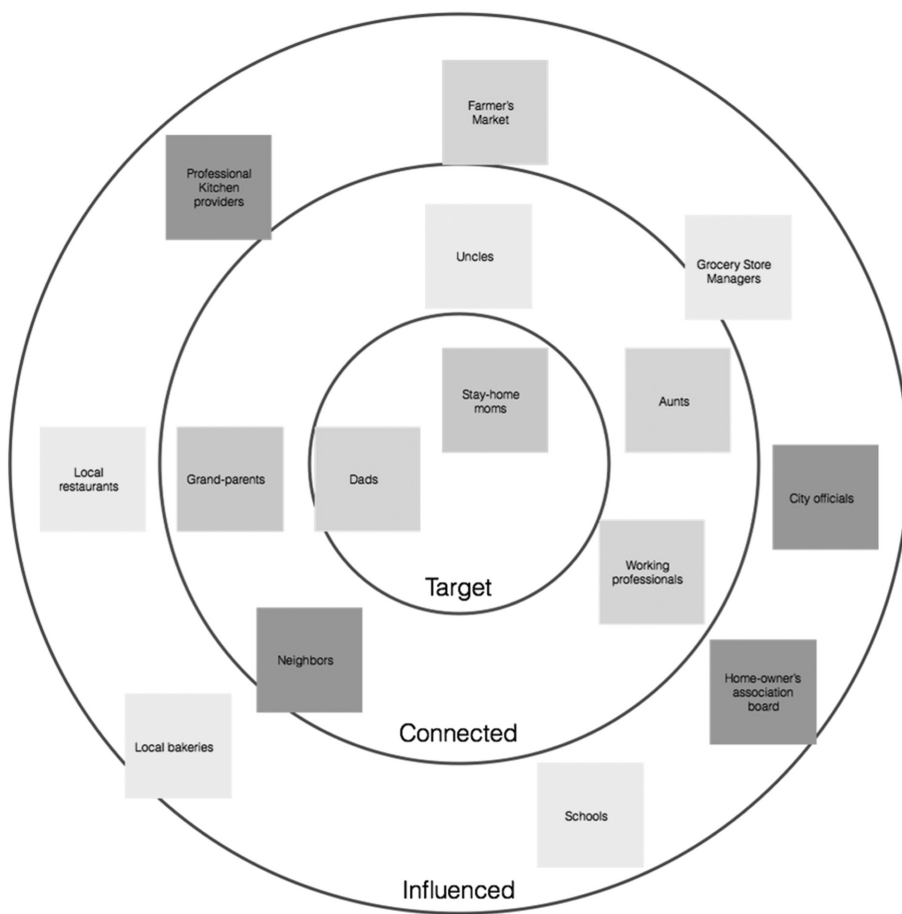 Farmer's
Market
Professional
Kitchen
providers
Uncles
Grocery Store
Managers
Stay-home
moms
Aunts
Local
restaurants
Grand-parents
Dads
City officials
Working
professionals
Target
Neighbors
Home-owner's
association
board
Connected
Local bakeries
Schools
Influenced